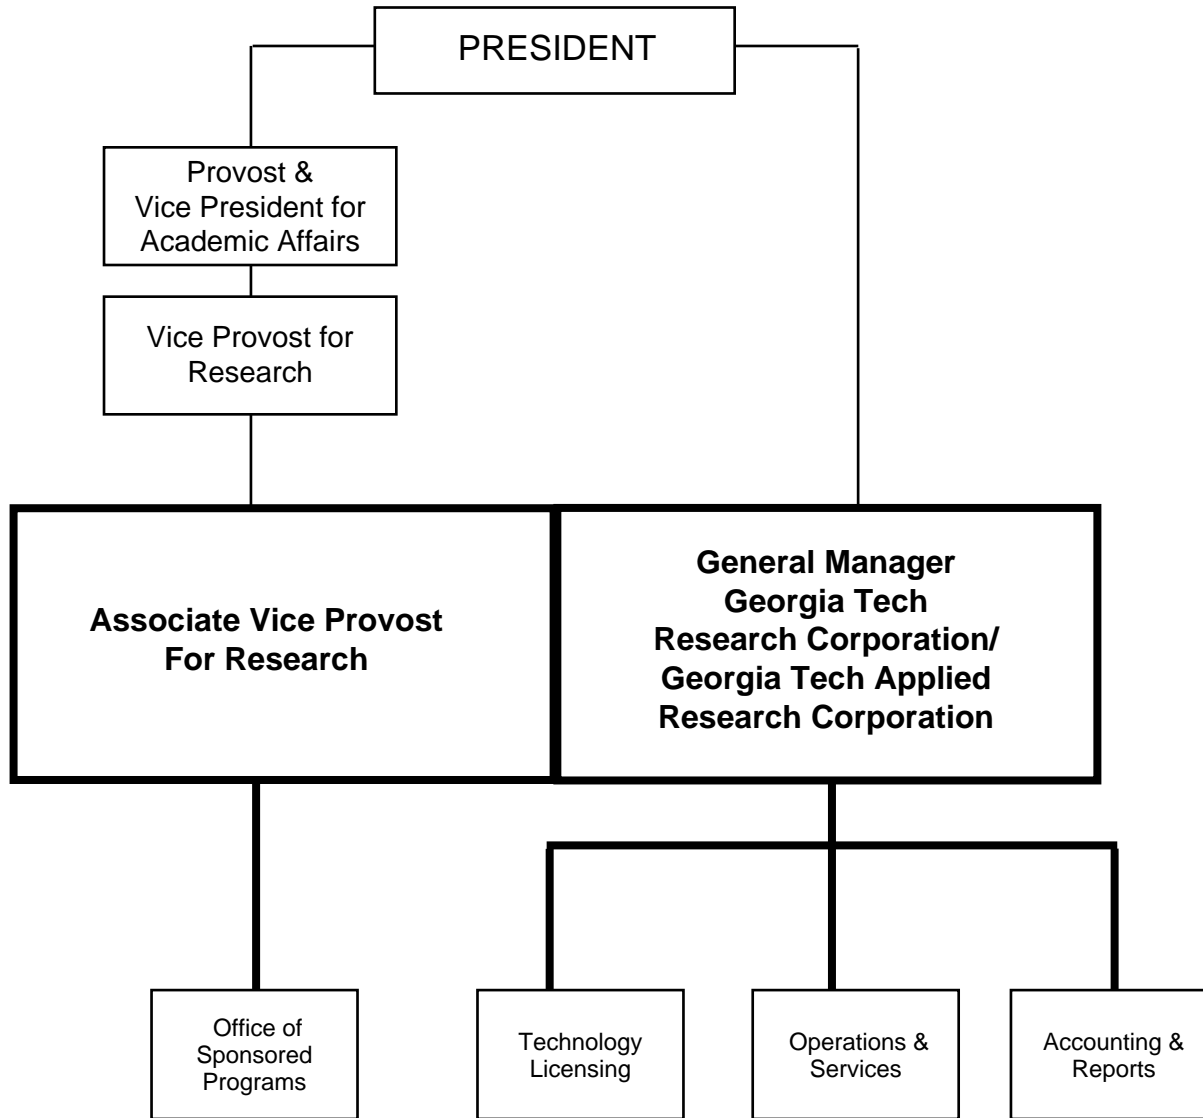 PRESIDENT
Provost &
Vice President for
Academic Affairs
Vice Provost for
Research
Associate Vice Provost
For Research
General Manager
Georgia Tech
Research Corporation/
Georgia Tech Applied
Research Corporation
Office of
Sponsored
Programs
Technology
Licensing
Operations &
Services
Accounting &
Reports